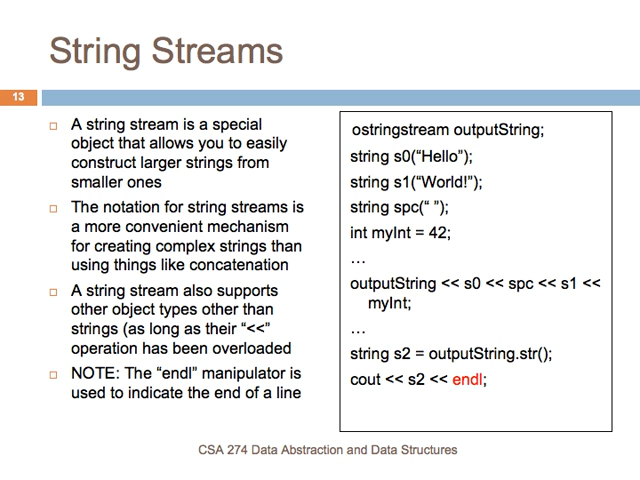 String Streams
13
A string stream is a special
object that allows you to easily
construct larger strings from
smaller ones
The notation for string streams is
a more convenient mechanism
for creating complex strings than
using things like concatenation
A string stream also supports
other object types other than
strings (as long as their “<<”
operation has been overloaded
NOTE: The “endl” manipulator is
used to indicate the end of a line
ostringstream outputString;
string s0(“Hello”);
string s1(“World!”);
string spc(“ ”);
int myInt = 42;
…
outputString << s0 << spc << s1 <<
myInt;
…
string s2 = outputString.str();
cout << s2 << endl;
CSA 274 Data Abstraction and Data Structures